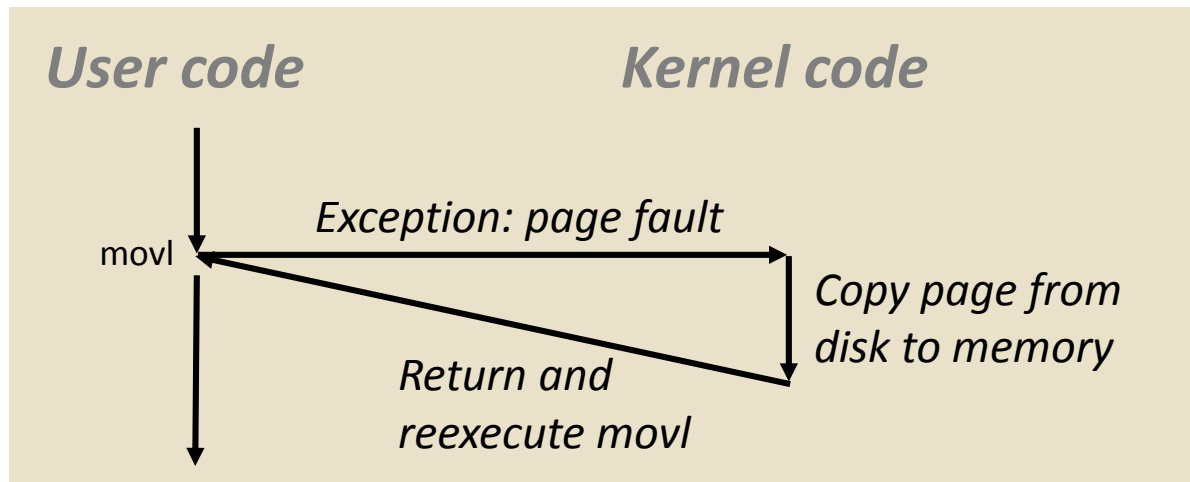 User code
Kernel code
Exception: page fault
movl
Copy page from
disk to memory
Return and
reexecute movl